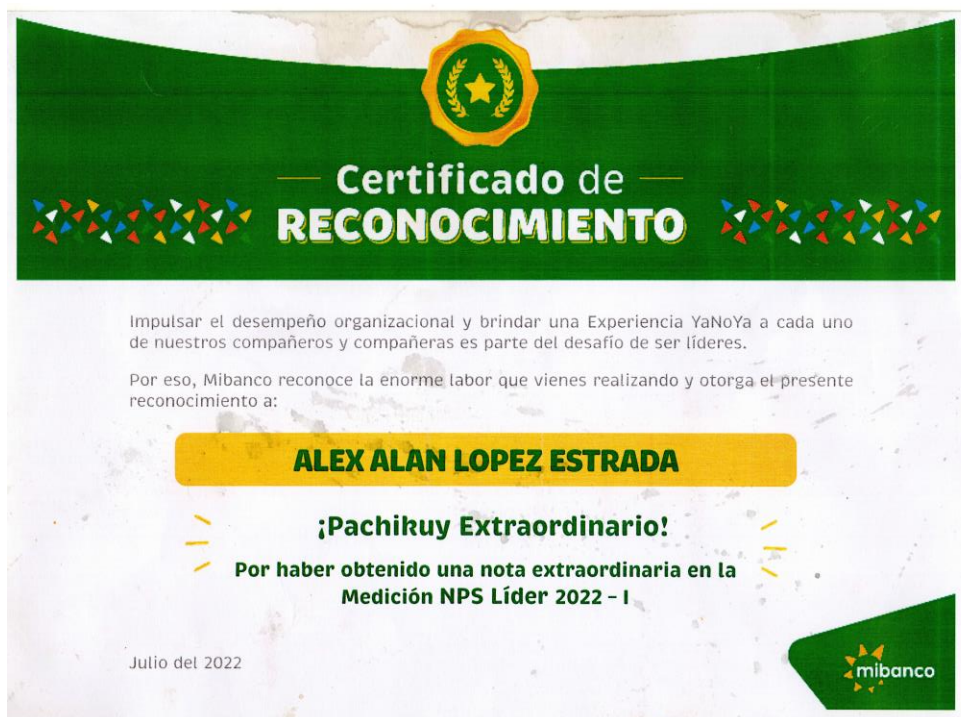 Certificado de
RECONOCIMIENTO
Impulsar el desempeño organizacional y brindar una Experiencia YaNoYa a cada uno
de nuestros compañeros y compañeras es parte del desafío de ser líderes.
Por eso, Mibanco reconoce la enorme labor que vienes realizando y otorga el presente
reconocimiento a:
ALEX ALAN LOPEZ ESTRADA
¡Pachikuy Extraordinario!
Por haber obtenido una nota extraordinaria en la
Medición NPS Líder 2022 – I
Julio del 2022
mibanco